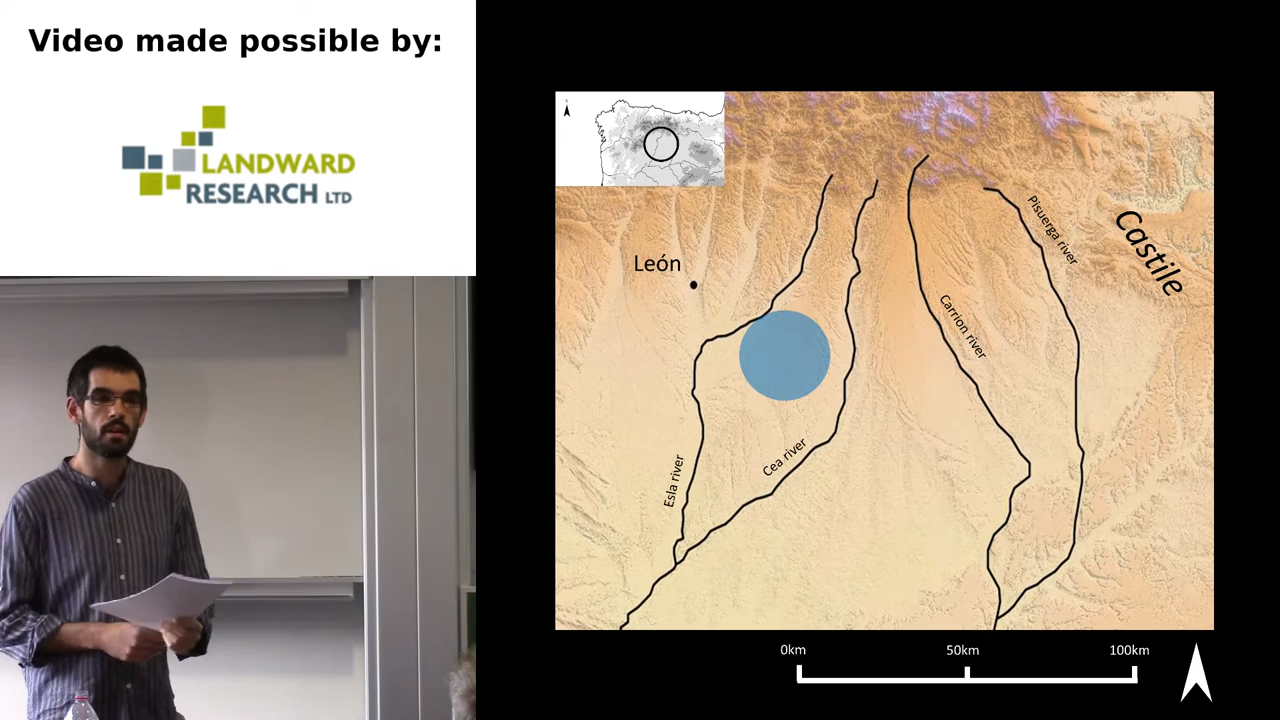 Video made possible by:
LANDWARD
RESEARCH LTD
León
Castile
Pisuerga river
Carrion river
Cea river
Esla river
0km
50km
100km